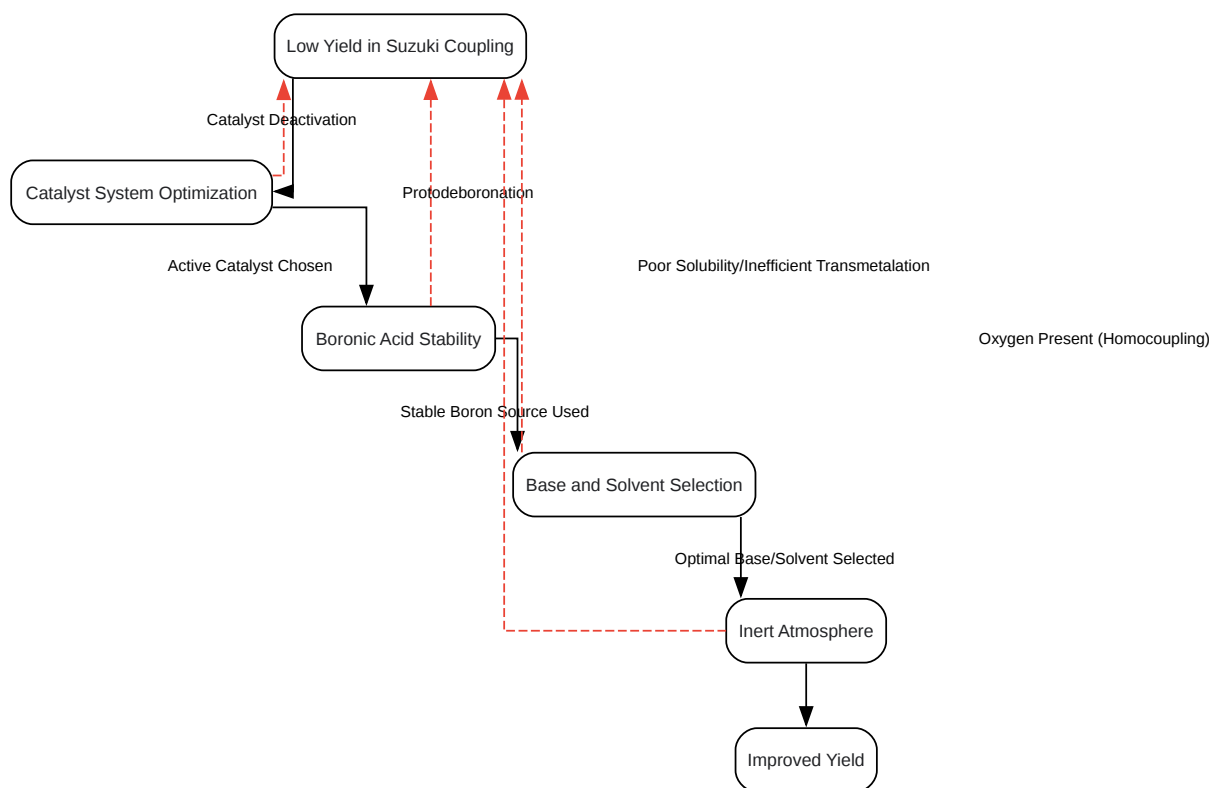 Low Yield in Suzuki Coupling
Catalyst Deactivation
Catalyst System Optimization
Protodeboronation
Active Catalyst Chosen
Poor Solubility/Inefficient Transmetalation
Boronic Acid Stability
Oxygen Present (Homocoupling)
Stable Boron Source Used
Base and Solvent Selection
Optimal Base/Solvent Selected
Inert Atmosphere
Improved Yield